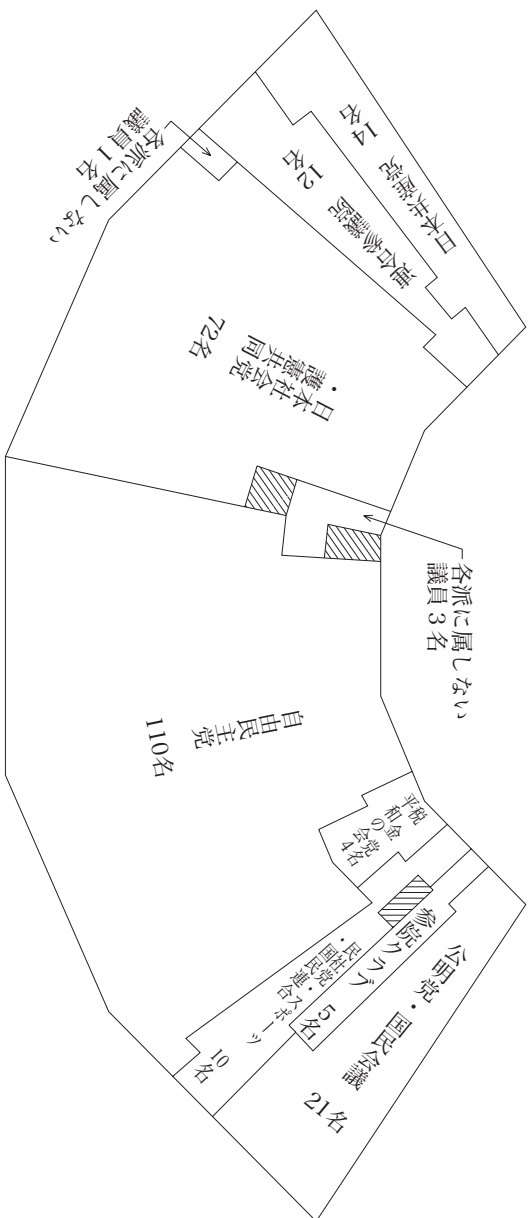 日本共産党
14名
連合参議院
12名
各派に属しない
議員1名
日本社会党
・護憲共同
72名
各派に属しない
議員3名
自由民主党
110名
税金党
平和の会
4名
参院クラブ
5名
民社党・スポーツ
・国民連合
10名
公明党・国民会議
21名